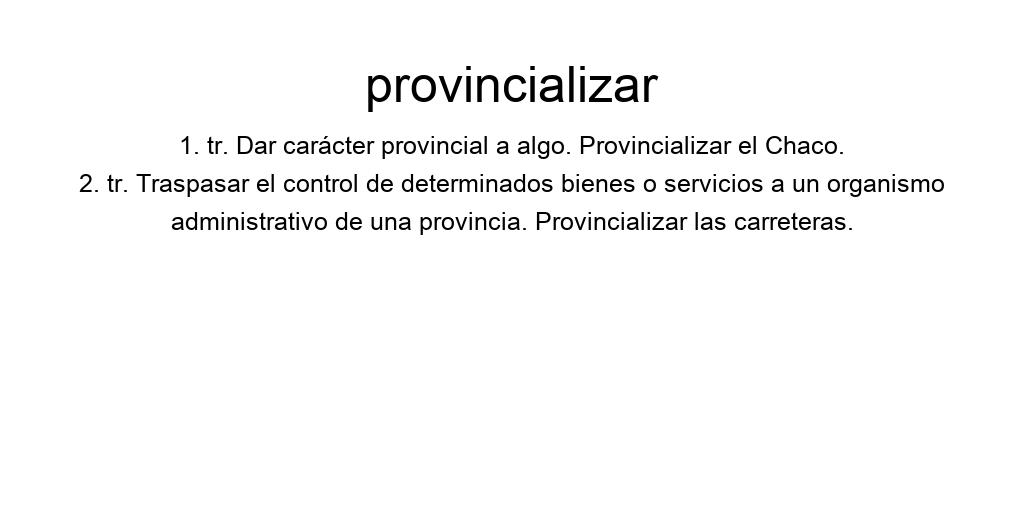 provincializar
1. tr. Dar carácter provincial a algo. Provincializar el Chaco.
2. tr. Traspasar el control de determinados bienes o servicios a un organismo
administrativo de una provincia. Provincializar las carreteras.